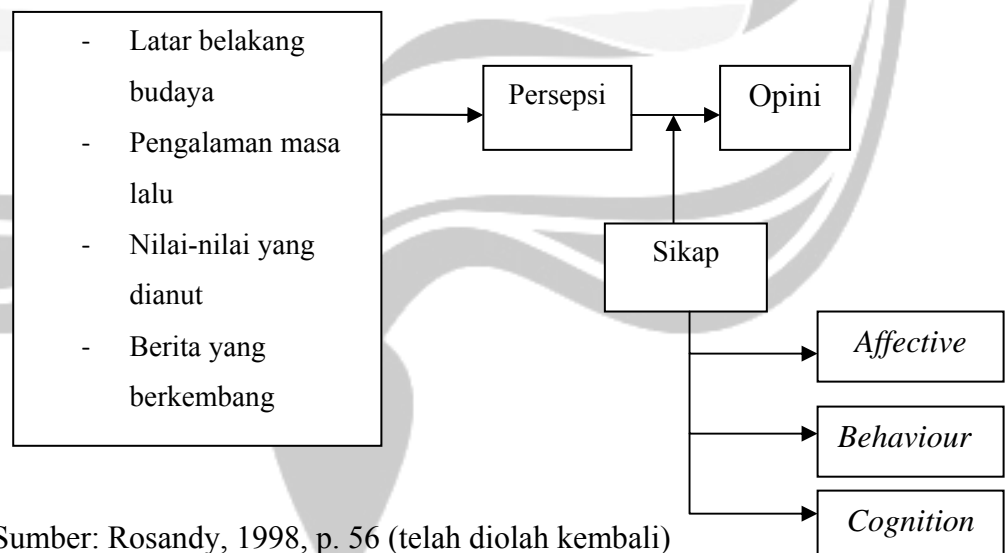 - Latar belakang
budaya
- Pengalaman masa
lalu
- Nilai-nilai yang
dianut
- Berita yang
berkembang
Persepsi
Opini
Sikap
Affective
Behaviour
Cognition
Sumber: Rosandy, 1998, p. 56 (telah diolah kembali)